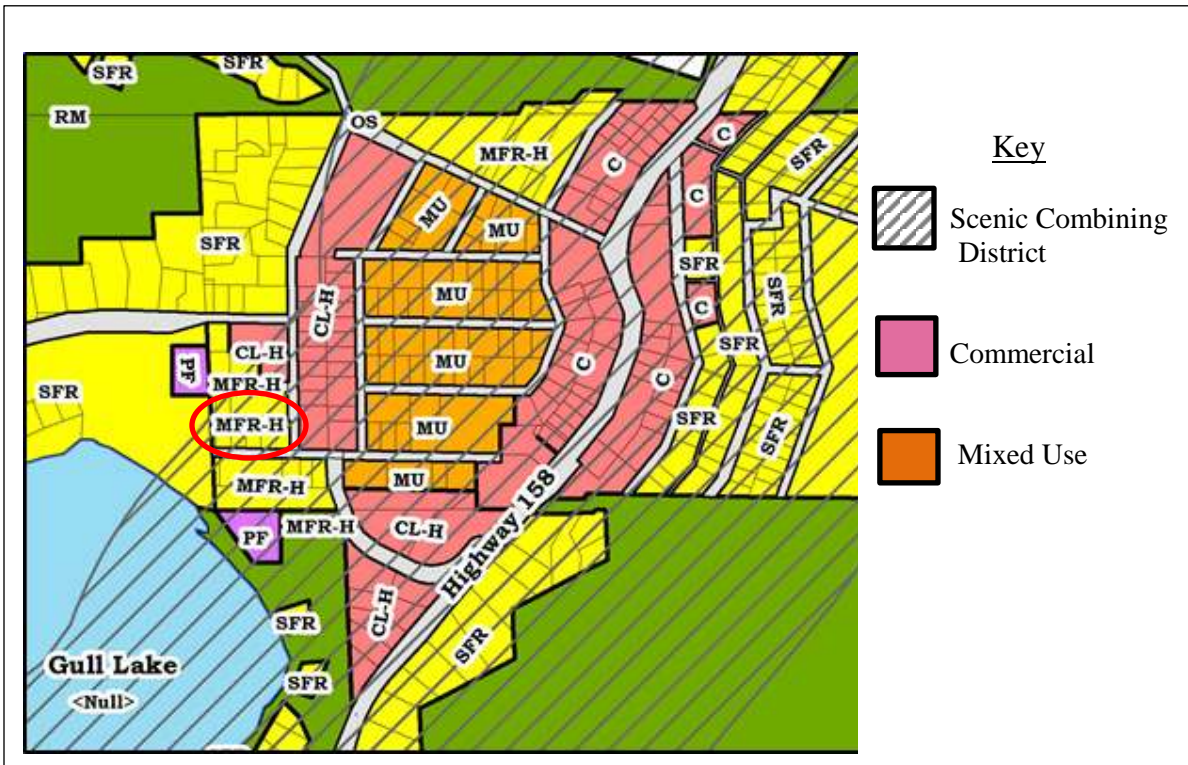 SFR
SFR
RM
OS
MFR-H
C
C
SFR
MU
MU
C
SFR
SFR
MU
CL-H
C
SFR
CL-H
MU
SFR
PF
MFR-H
C
C
SFR
MFR-H
MU
SFR
SFR
MFR-H
MU
PF
MFR-H
CL-H
Highway 158
CL-H
SFR
SFR
Gull Lake
<Null>
SFR
Key
Scenic Combining
District
Commercial
Mixed Use